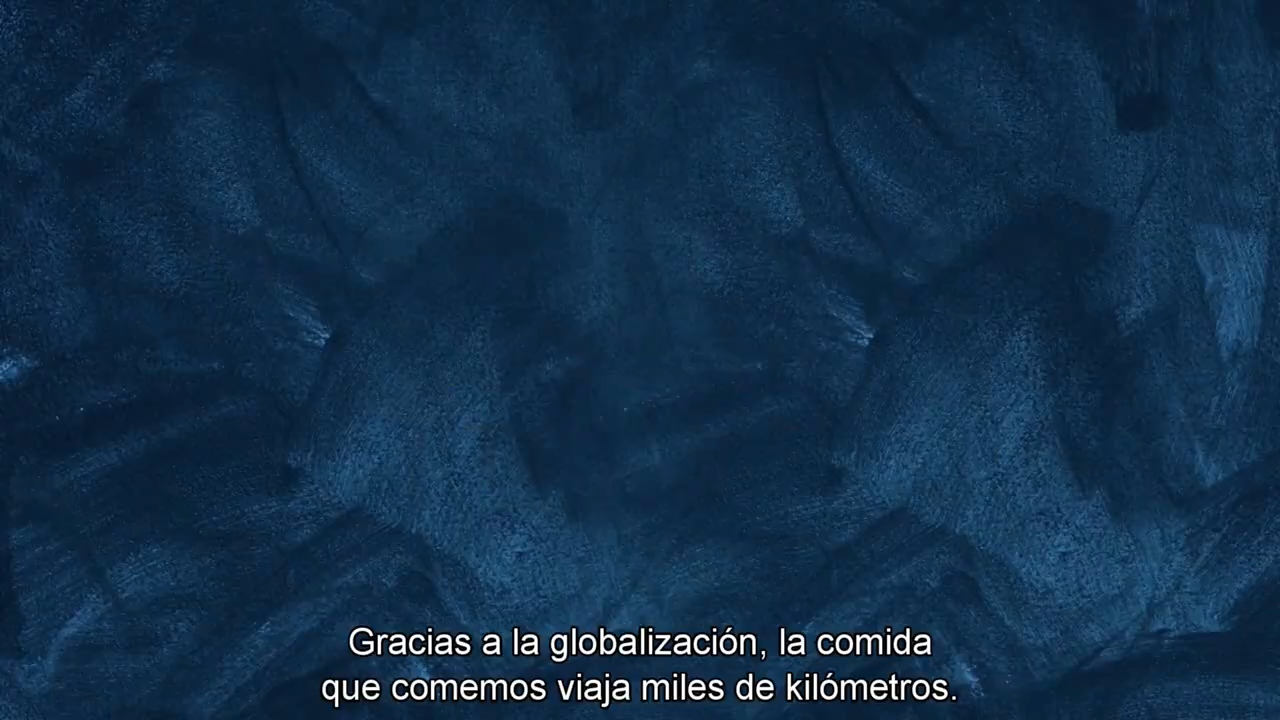 Gracias a la globalización, la comida
que comemos viaja miles de kilómetros.